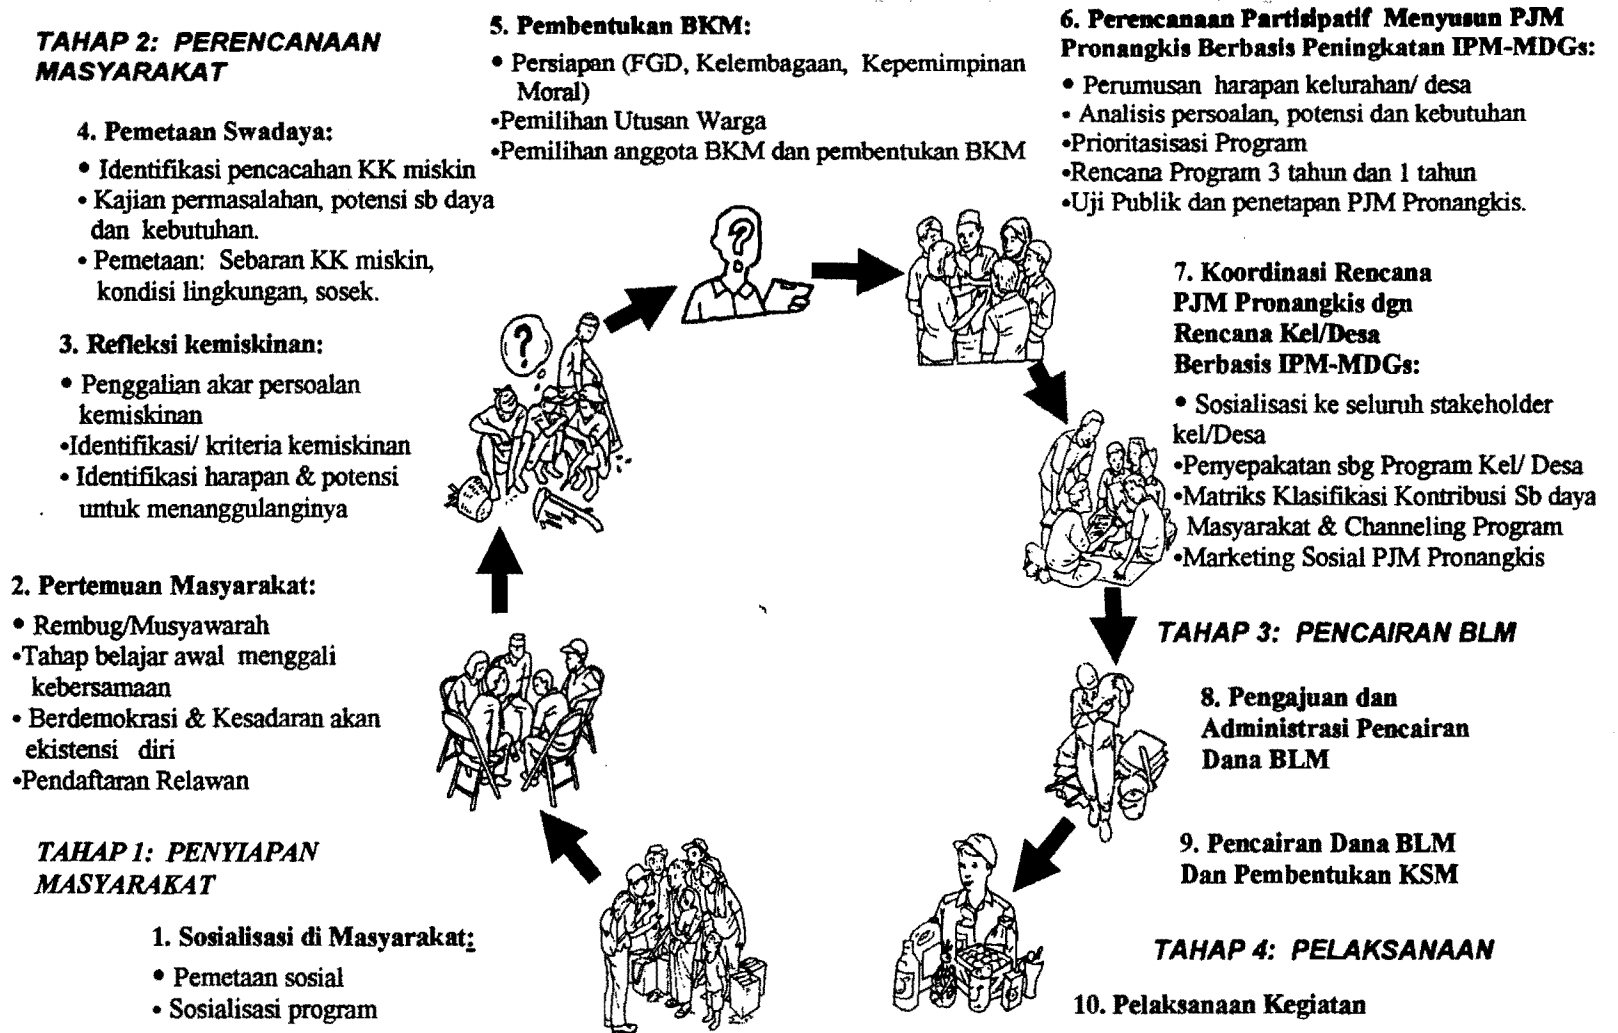 TAHAP 2: PERENCANAAN
MASYARAKAT
4. Pemetaan Swadaya:
• Identifikasi pencacahan KK miskin
• Kajian permasalahan, potensi sb daya
dan kebutuhan.
• Pemetaan: Sebaran KK miskin,
kondisi lingkungan, sosek.
3. Refleksi kemiskinan:
• Penggalian akar persoalan
kemiskinan
•Identifikasi/ kriteria kemiskinan
• Identifikasi harapan & potensi
untuk menanggulanginya
2. Pertemuan Masyarakat:
• Rembug/Musyawarah
•Tahap belajar awal menggali
kebersamaan
• Berdemokrasi & Kesadaran akan
ekistensi diri
•Pendaftaran Relawan
TAHAP 1: PENYIAPAN
MASYARAKAT
1. Sosialisasi di Masyarakat:
• Pemetaan sosial
• Sosialisasi program
5. Pembentukan BKM:
• Persiapan (FGD, Kelembagaan, Kepemimpinan
Moral)
•Pemilihan Utusan Warga
•Pemilihan anggota BKM dan pembentukan BKM
?
?
6. Perencanaan Partisipatif Menyusun PJM
Pronangkis Berbasis Peningkatan IPM-MDGs:
• Perumusan harapan kelurahan/ desa
• Analisis persoalan, potensi dan kebutuhan
•Prioritasisasi Program
•Rencana Program 3 tahun dan 1 tahun
•Uji Publik dan penetapan PJM Pronangkis.
7. Koordinasi Rencana
PJM Pronangkis dgn
Rencana Kel/Desa
Berbasis IPM-MDGs:
• Sosialisasi ke seluruh stakeholder
kel/Desa
•Penyepakatan sbg Program Kel/ Desa
•Matriks Klasifikasi Kontribusi Sb daya
Masyarakat & Channeling Program
•Marketing Sosial PJM Pronangkis
TAHAP 3: PENCAIRAN BLM
8. Pengajuan dan
Administrasi Pencairan
Dana BLM
9. Pencairan Dana BLM
Dan Pembentukan KSM
TAHAP 4: PELAKSANAAN
10. Pelaksanaan Kegiatan